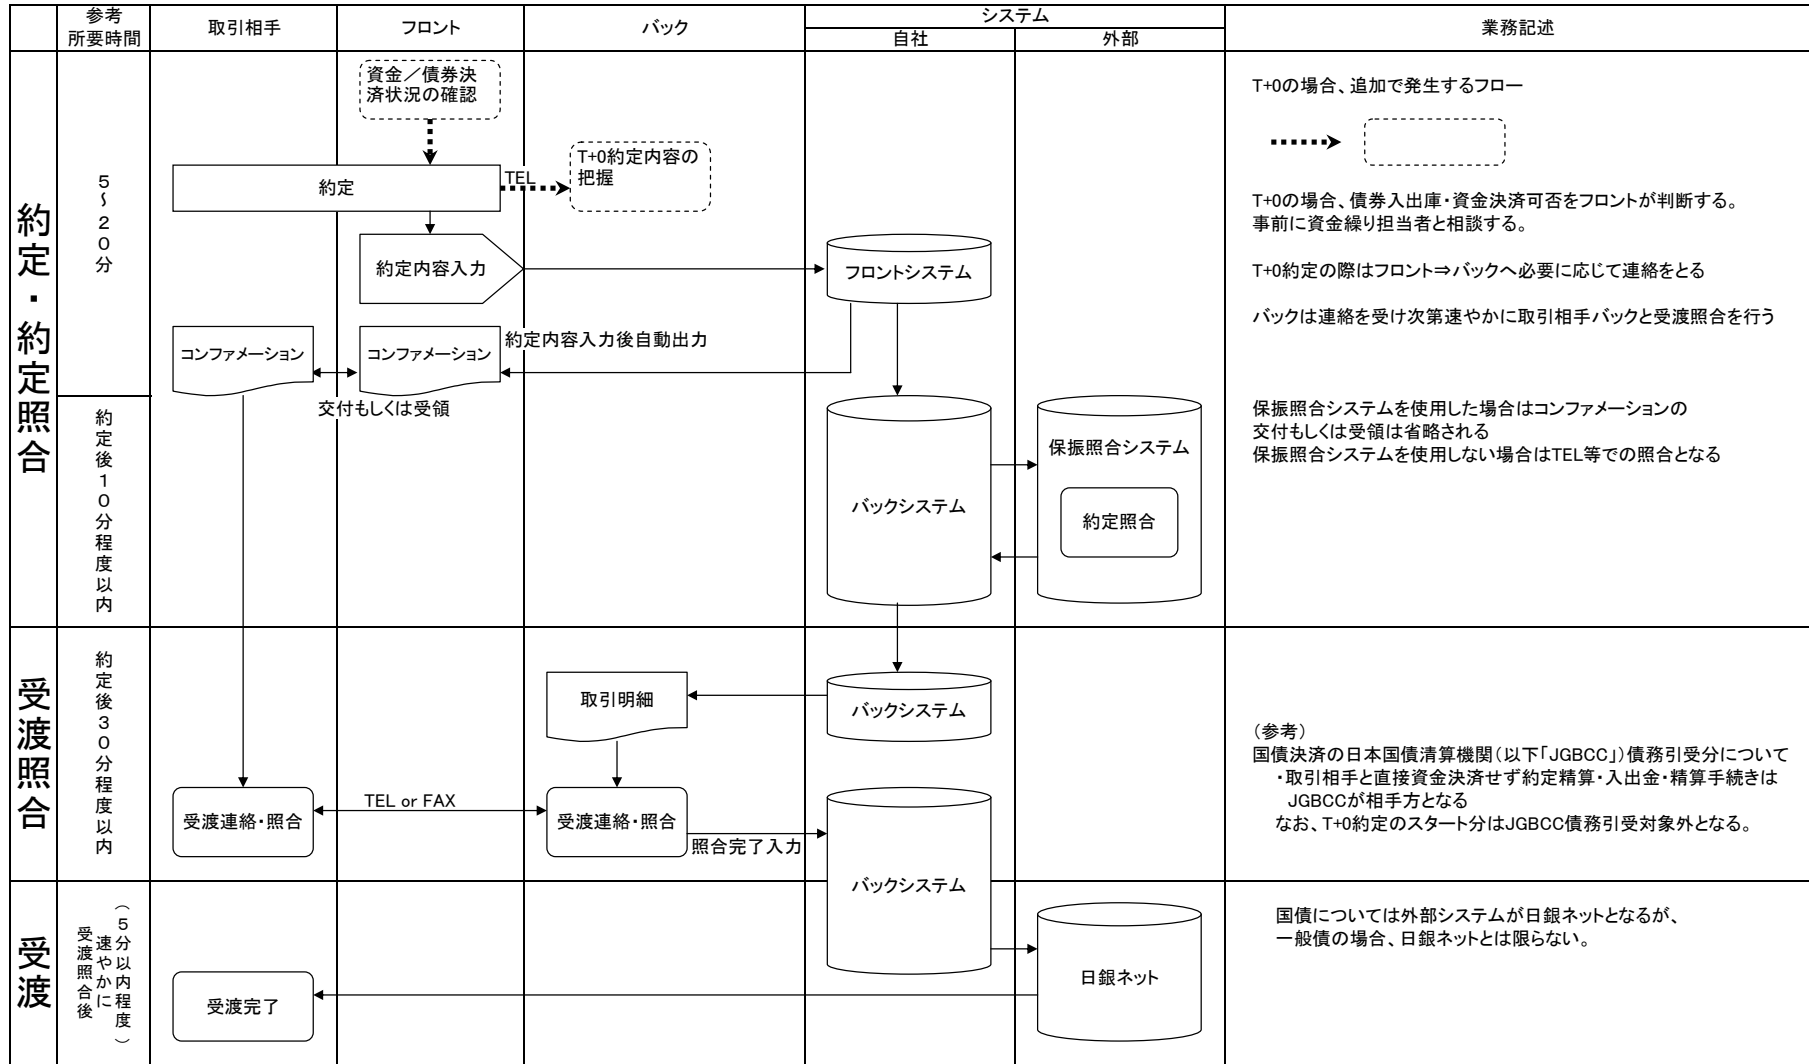 参考
所要時間
取引相手
フロント
バック
システム
自社
外部
業務記述
約定・約定照合
5～20分
資金／債券決
済状況の確認
約定
TEL
T+0約定内容の
把握
約定内容入力
フロントシステム
コンファメーション
コンファメーション
約定内容入力後自動出力
交付もしくは受領
T+0の場合、追加で発生するフロー
T+0の場合、債券入出庫・資金決済可否をフロントが判断する。
事前に資金繰り担当者と相談する。
T+0約定の際はフロント⇒バックへ必要に応じて連絡をとる
バックは連絡を受け次第速やかに取引相手バックと受渡照合を行う
約定後10分程度以内
バックシステム
保振照合システム
約定照合
保振照合システムを使用した場合はコンファメーションの
交付もしくは受領は省略される
保振照合システムを使用しない場合はTEL等での照合となる
受渡照合
約定後30分程度以内
取引明細
バックシステム
受渡連絡・照合
TEL or FAX
受渡連絡・照合
照合完了入力
バックシステム
（参考）
国債決済の日本国債清算機関（以下「JGBCC」）債務引受分について
・取引相手と直接資金決済せず約定精算・入出金・精算手続きは
JGBCCが相手方となる
なお、T+0約定のスタート分はJGBCC債務引受対象外となる。
受渡
受渡照合後
速やかに
（5分以内程度）
受渡完了
日銀ネット
国債については外部システムが日銀ネットとなるが、
一般債の場合、日銀ネットとは限らない。